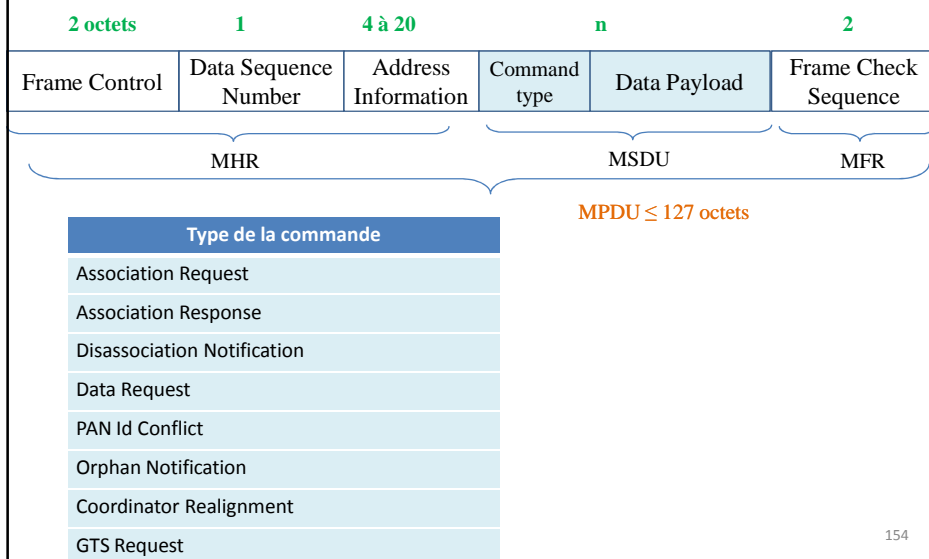 2 octets 1 4 à 20 n 2
Frame Control Data Sequence Number Address Information Command type Data Payload Frame Check Sequence
MHR MSDU MFR
MPDU ≤ 127 octets
Type de la commande
Association Request
Association Response
Disassociation Notification
Data Request
PAN Id Conflict
Orphan Notification
Coordinator Realignment
GTS Request
154